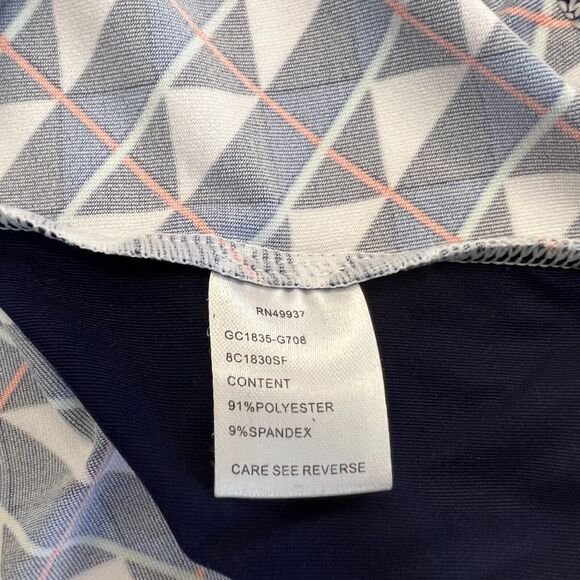 RN49937
GC1835-G708
8C1830SF
CONTENT
91%POLYESTER
9%SPANDEX
CARE SEE REVERSE